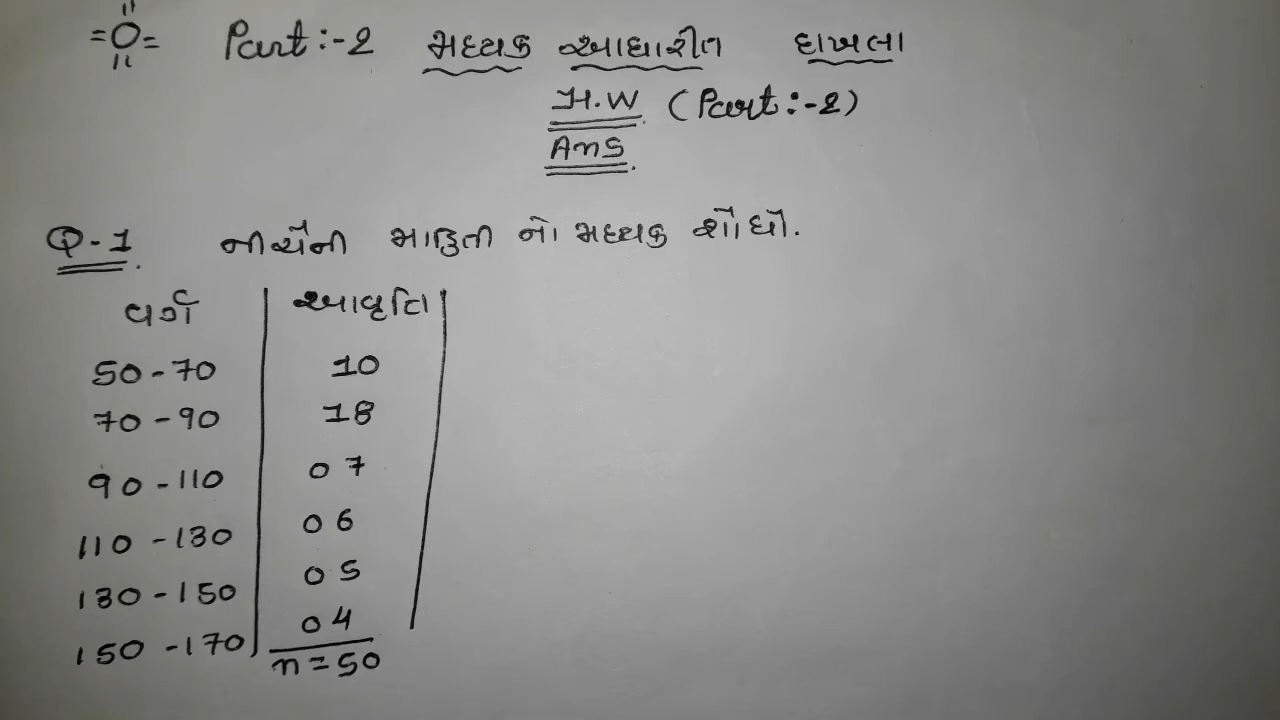 =0= Part:-2 મધ્યક આધારીત દાખલા
H.W (Part:-2)
Ans
Q-1 નીચેની માહિતી નો મધ્યક શોધો.
વર્ગ આવૃત્તિ
50-70 10
70-90 18
90-110 07
110-130 06
130-150 05
150-170 04
n=50